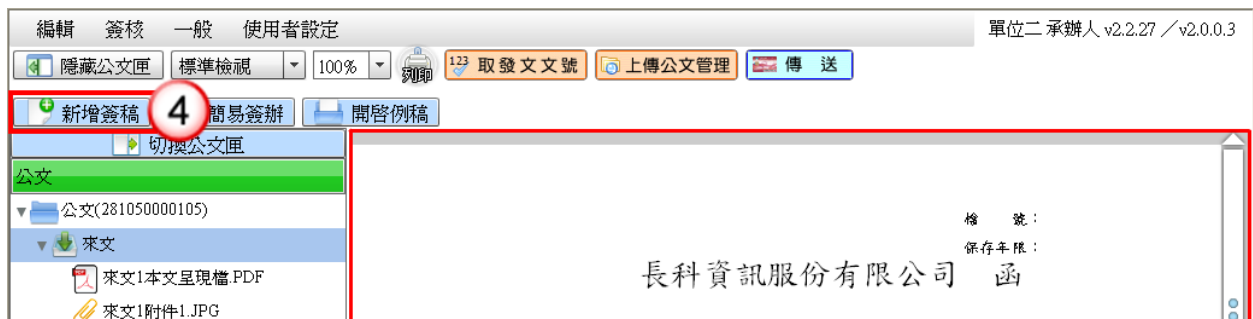 編輯 簽核 一般 使用者設定 單位二 承辦人 v2.2.27／v2.0.0.3
隱藏公文匣 標準檢視 100% 列印 123 取發文文號 上傳公文管理 傳 送
新增簽稿 4 簡易簽辦 開啓例稿
切換公文匣
公文
公文(281050000105)
檔 號：
來文
保存年限：
長科資訊服份有限公司 函
來文1本文呈現檔.PDF
來文1附件1.JPG